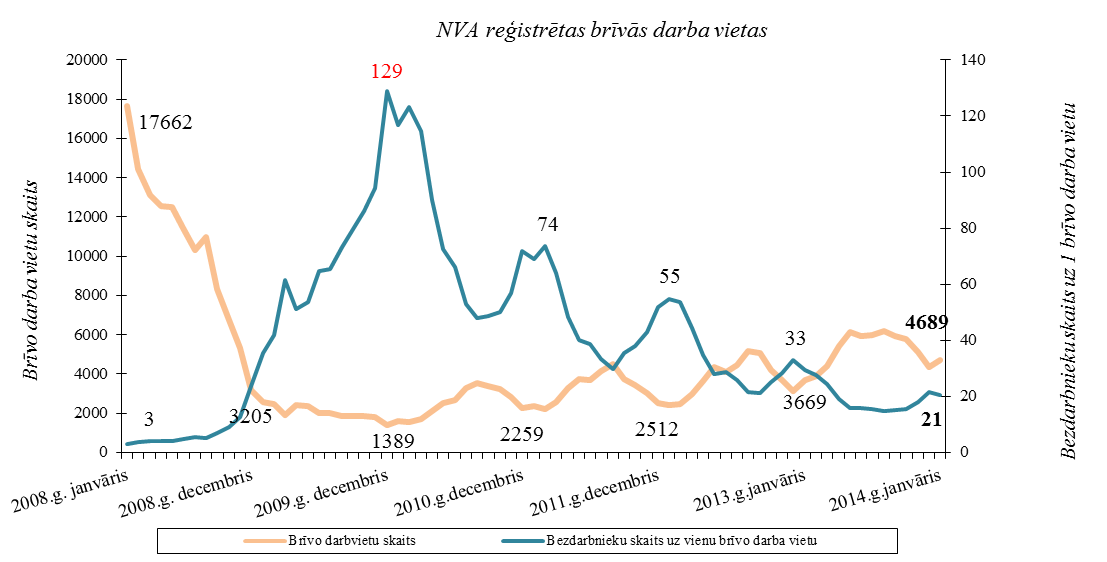 NVA reģistrētas brīvās darba vietas
Brīvo darba vietu skaits
20000
18000
16000
14000
12000
10000
8000
6000
4000
2000
0
140
120
100
80
60
40
20
0
Bezdarbnieku skaits uz 1 brīvo darba vietu
129
17662
74
55
33
4689
3
3205
1389
2259
2512
3669
21
2008.g. janvāris
2008.g. decembris
2009.g. decembris
2010.g.decembris
2011.g.decembris
2013.g.janvāris
2014.g.janvāris
Brīvo darbvietu skaits
Bezdarbnieku skaits uz vienu brīvo darba vietu